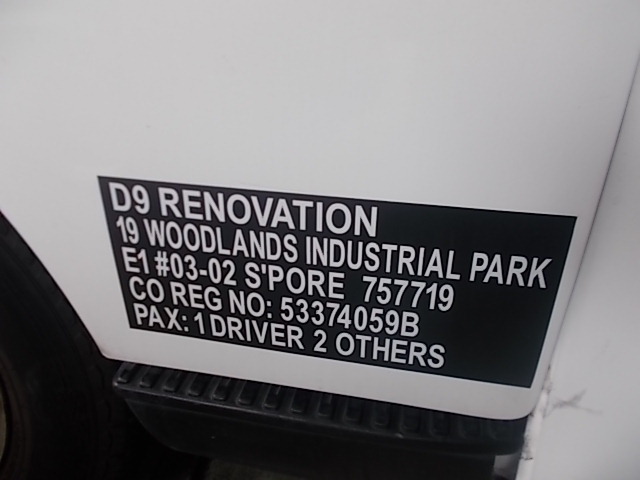 D9 RENOVATION
19 WOODLANDS INDUSTRIAL PARK
E1 #03-02 S'PORE 757719
CO REG NO: 53374059B
PAX: 1 DRIVER 2 OTHERS